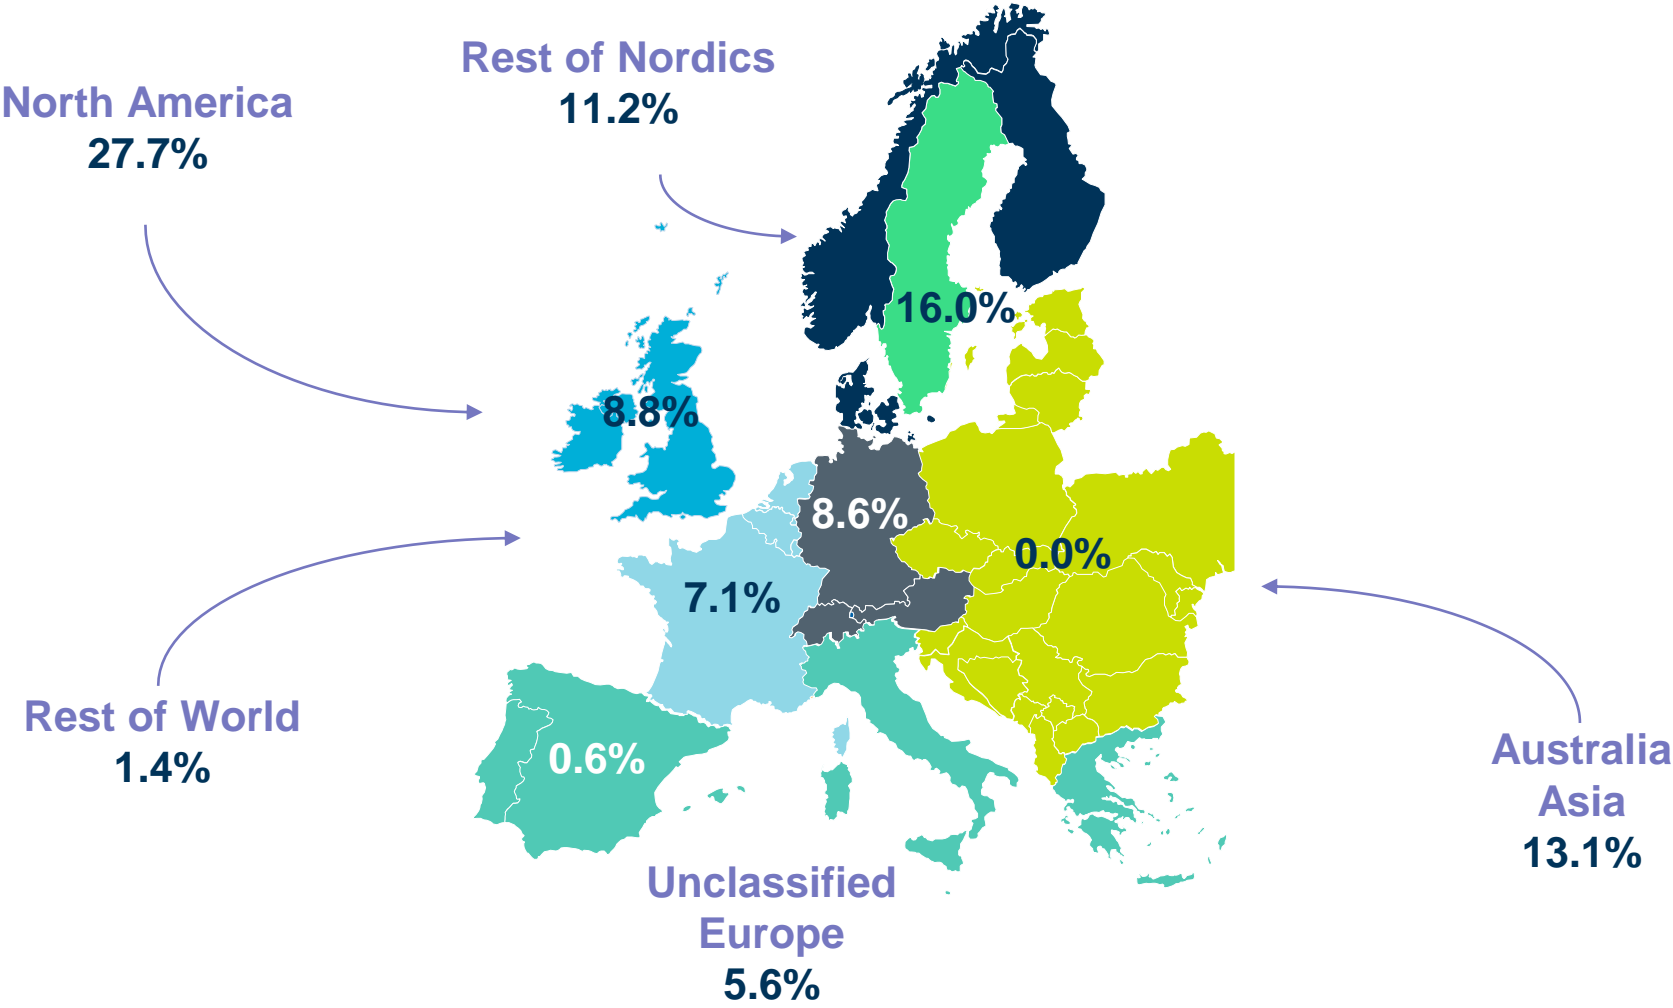 Rest of Nordics
11.2%
North America
27.7%
16.0%
8.8%
8.6%
0.0%
7.1%
Rest of World
1.4%
0.6%
Australia
Asia
13.1%
Unclassified
Europe
5.6%